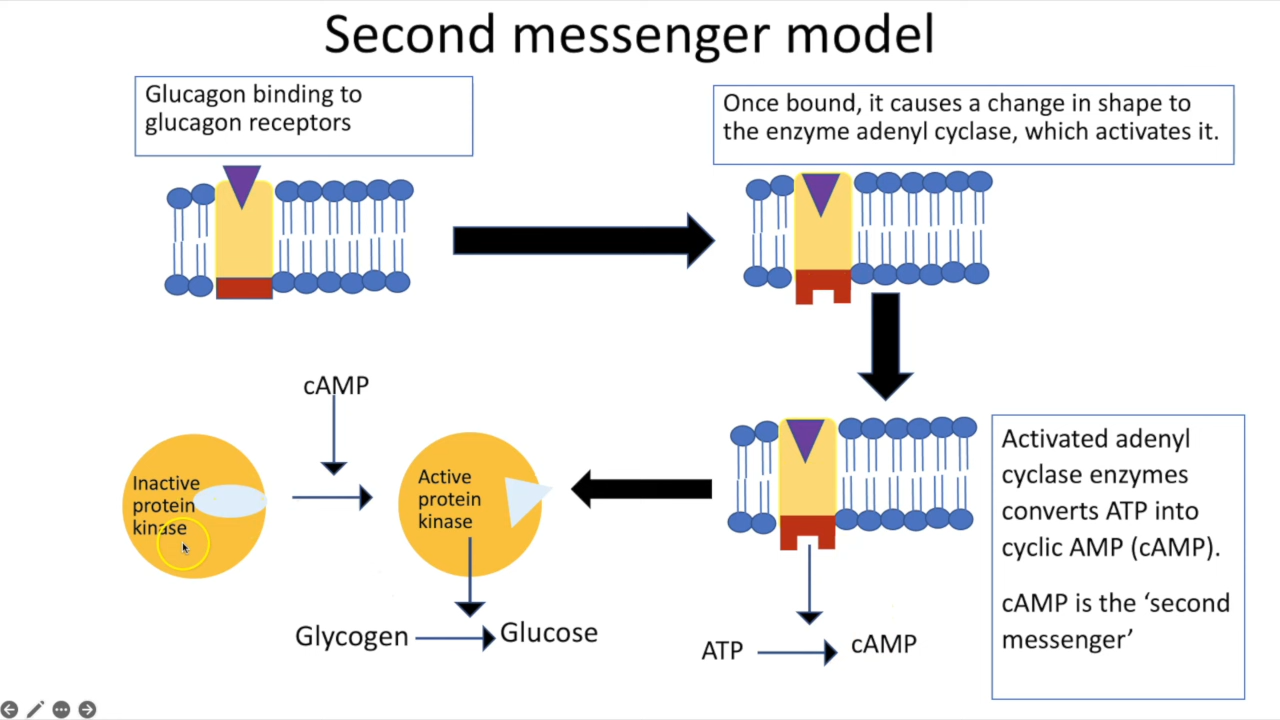 Second messenger model
Glucagon binding to
glucagon receptors
Once bound, it causes a change in shape to
the enzyme adenyl cyclase, which activates it.
cAMP
Inactive
protein
kinase
Active
protein
kinase
Glycogen
Glucose
ATP
cAMP
Activated adenyl
cyclase enzymes
converts ATP into
cyclic AMP (cAMP).
cAMP is the ‘second
messenger’